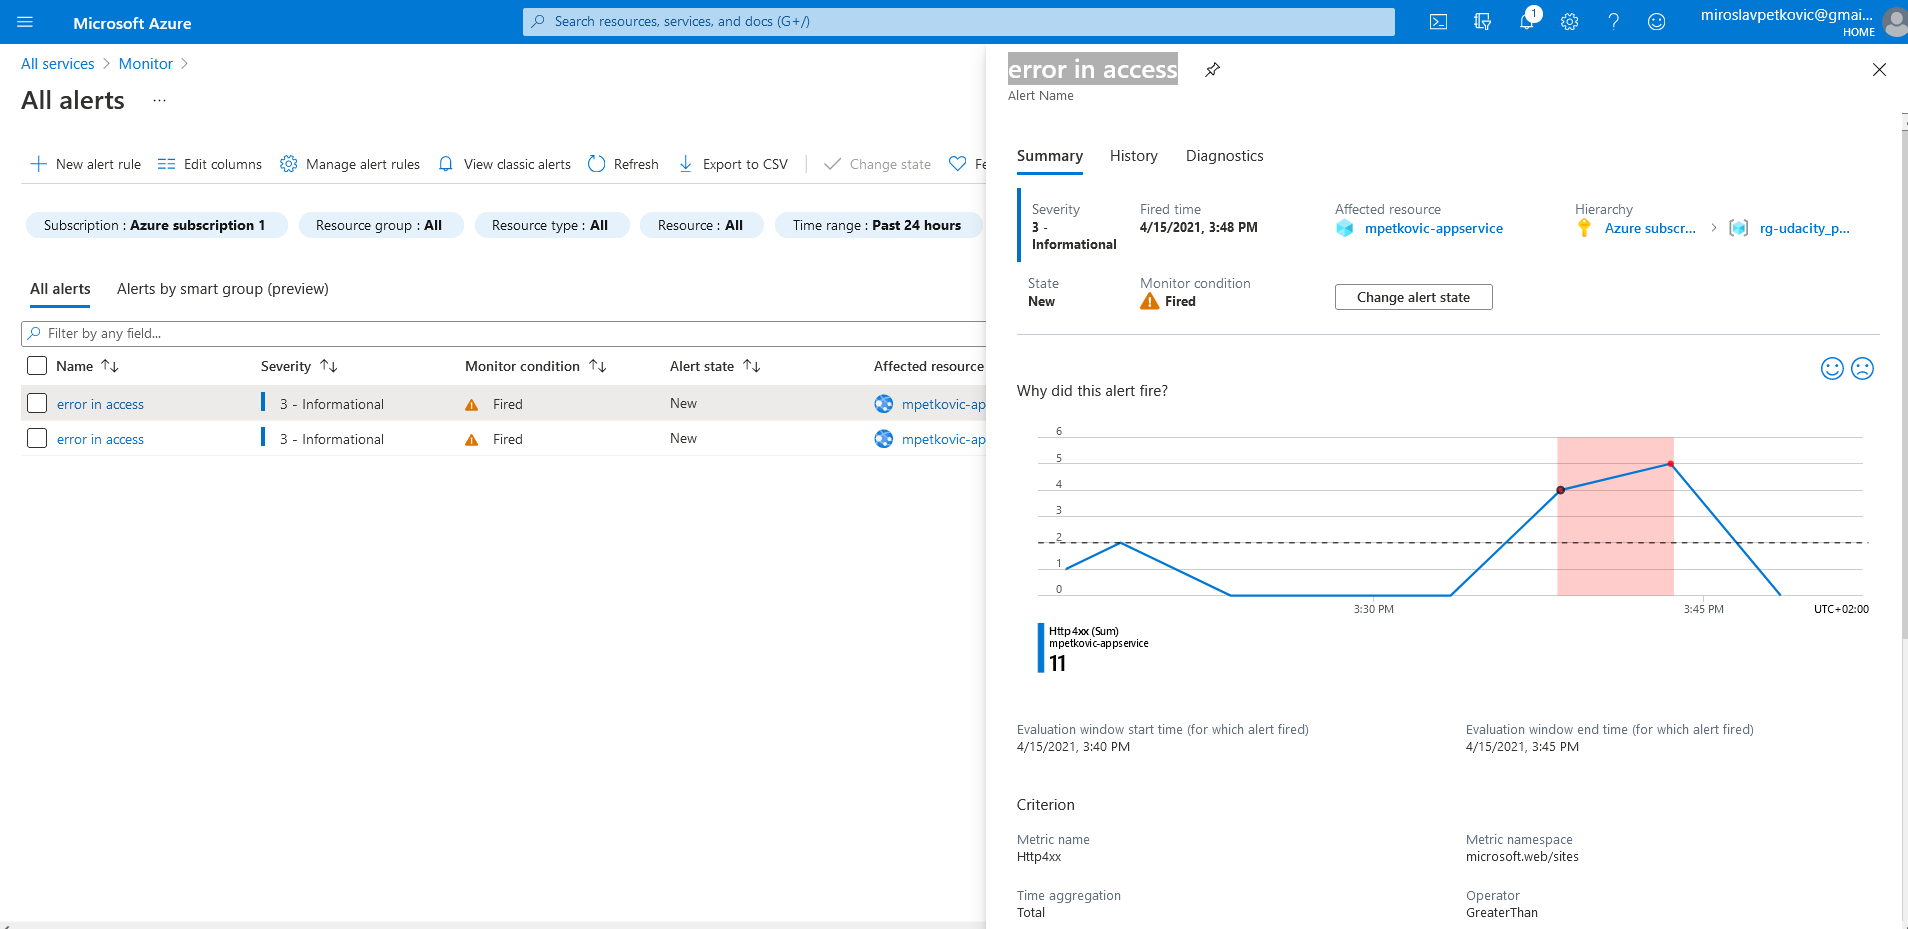 Microsoft Azure
Search resources, services, and docs (G+/)
1
miroslavpetkovic@gmai...
HOME
All services > Monitor >
All alerts ...
New alert rule Edit columns Manage alert rules View classic alerts Refresh Export to CSV Change state Fe
Subscription : Azure subscription 1 Resource group : All Resource type : All Resource : All Time range : Past 24 hours
All alerts Alerts by smart group (preview)
Filter by any field...
Name Severity Monitor condition Alert state Affected resource
error in access 3 - Informational Fired New mpetkovic-ap
error in access 3 - Informational Fired New mpetkovic-ap
error in access
Alert Name
Summary History Diagnostics
Severity
3 -
Informational
Fired time
4/15/2021, 3:48 PM
Affected resource
mpetkovic-appservice
Hierarchy
Azure subscr... > rg-udacity_p...
State
New
Monitor condition
Fired
Change alert state
Why did this alert fire?
6
5
4
3
2
1
0
3:30 PM 3:45 PM UTC+02:00
Http4xx (Sum)
mpetkovic-appservice
11
Evaluation window start time (for which alert fired)
4/15/2021, 3:40 PM
Evaluation window end time (for which alert fired)
4/15/2021, 3:45 PM
Criterion
Metric name
Http4xx
Metric namespace
microsoft.web/sites
Time aggregation
Total
Operator
GreaterThan